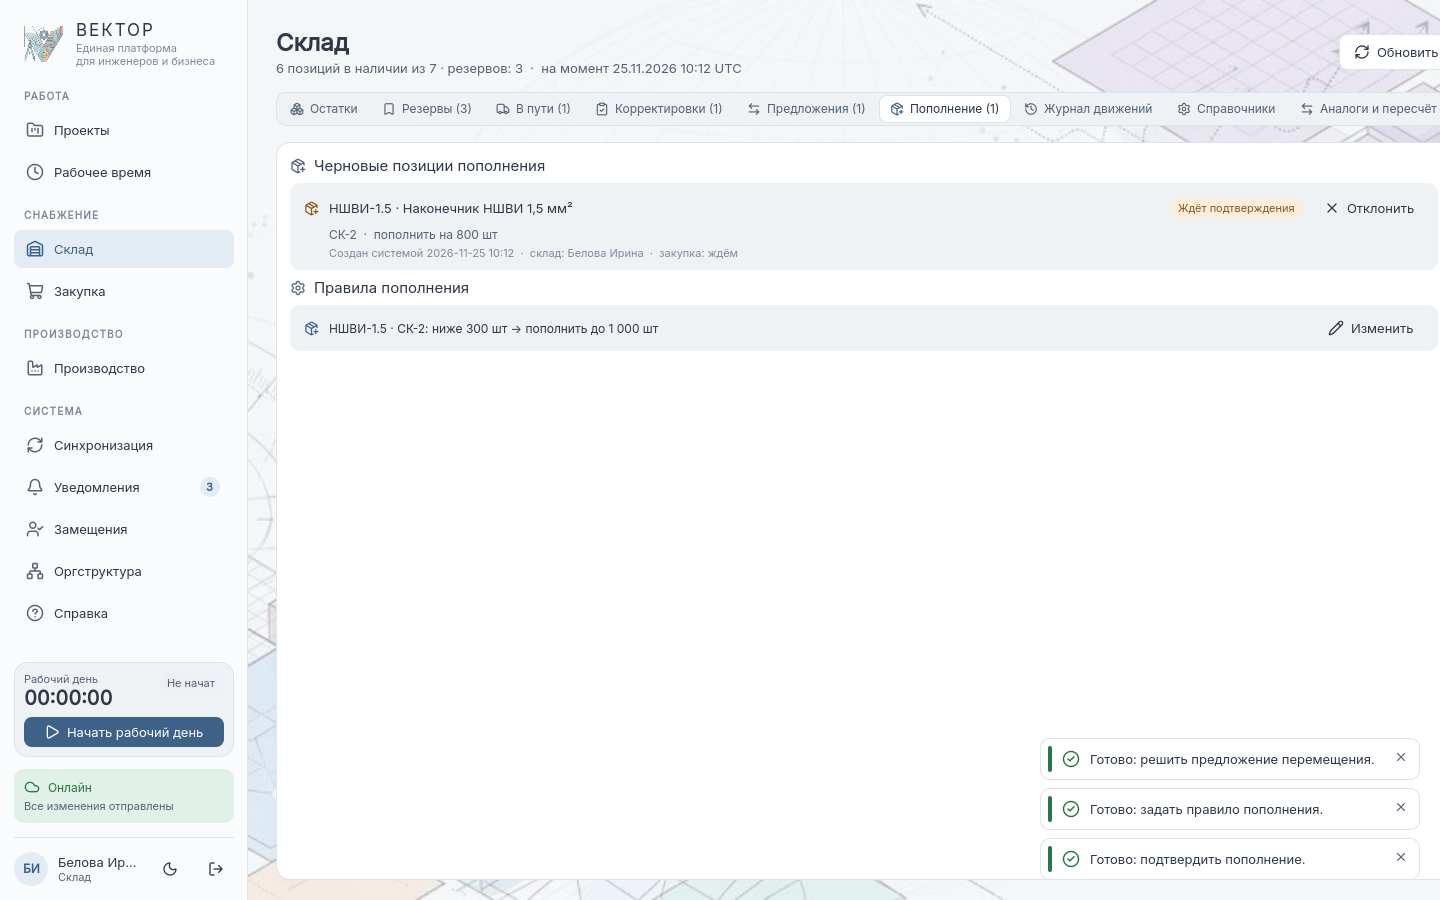 ВЕКТОР
Единая платформа
для инженеров и бизнеса
РАБОТА
Проекты
Рабочее время
СНАБЖЕНИЕ
Склад
Закупка
ПРОИЗВОДСТВО
Производство
СИСТЕМА
Синхронизация
Уведомления 3
Замещения
Оргструктура
Справка
Рабочий день
Не начат
00:00:00
Начать рабочий день
Онлайн
Все изменения отправлены
БИ
Белова Ир...
Склад
Склад
6 позиций в наличии из 7 · резервов: 3 · на момент 25.11.2026 10:12 UTC
Обновить
Остатки Резервы (3) В пути (1) Корректировки (1) Предложения (1) Пополнение (1) Журнал движений Справочники Аналоги и пересчёт
Черновые позиции пополнения
НШВИ-1.5 · Наконечник НШВИ 1,5 мм²
Ждёт подтверждения
Отклонить
СК-2 · пополнить на 800 шт
Создан системой 2026-11-25 10:12 · склад: Белова Ирина · закупка: ждём
Правила пополнения
НШВИ-1.5 · СК-2: ниже 300 шт → пополнить до 1 000 шт
Изменить
Готово: решить предложение перемещения.
Готово: задать правило пополнения.
Готово: подтвердить пополнение.